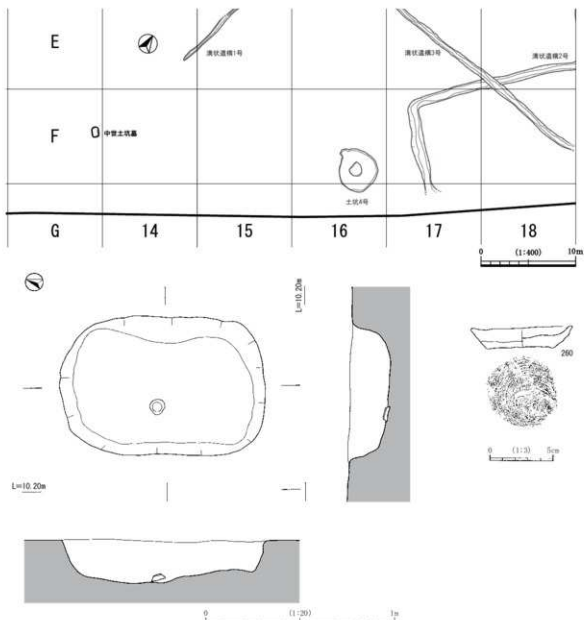 E
溝状遺構1号
溝状遺構3号
溝状遺構2号
F
中世土坑墓
土坑4号
G 14 15 16 17 18
0 (1:400) 10m
L=10.20m
260
0 (1:3) 5cm
L=10.20m
0 (1:20) 1m